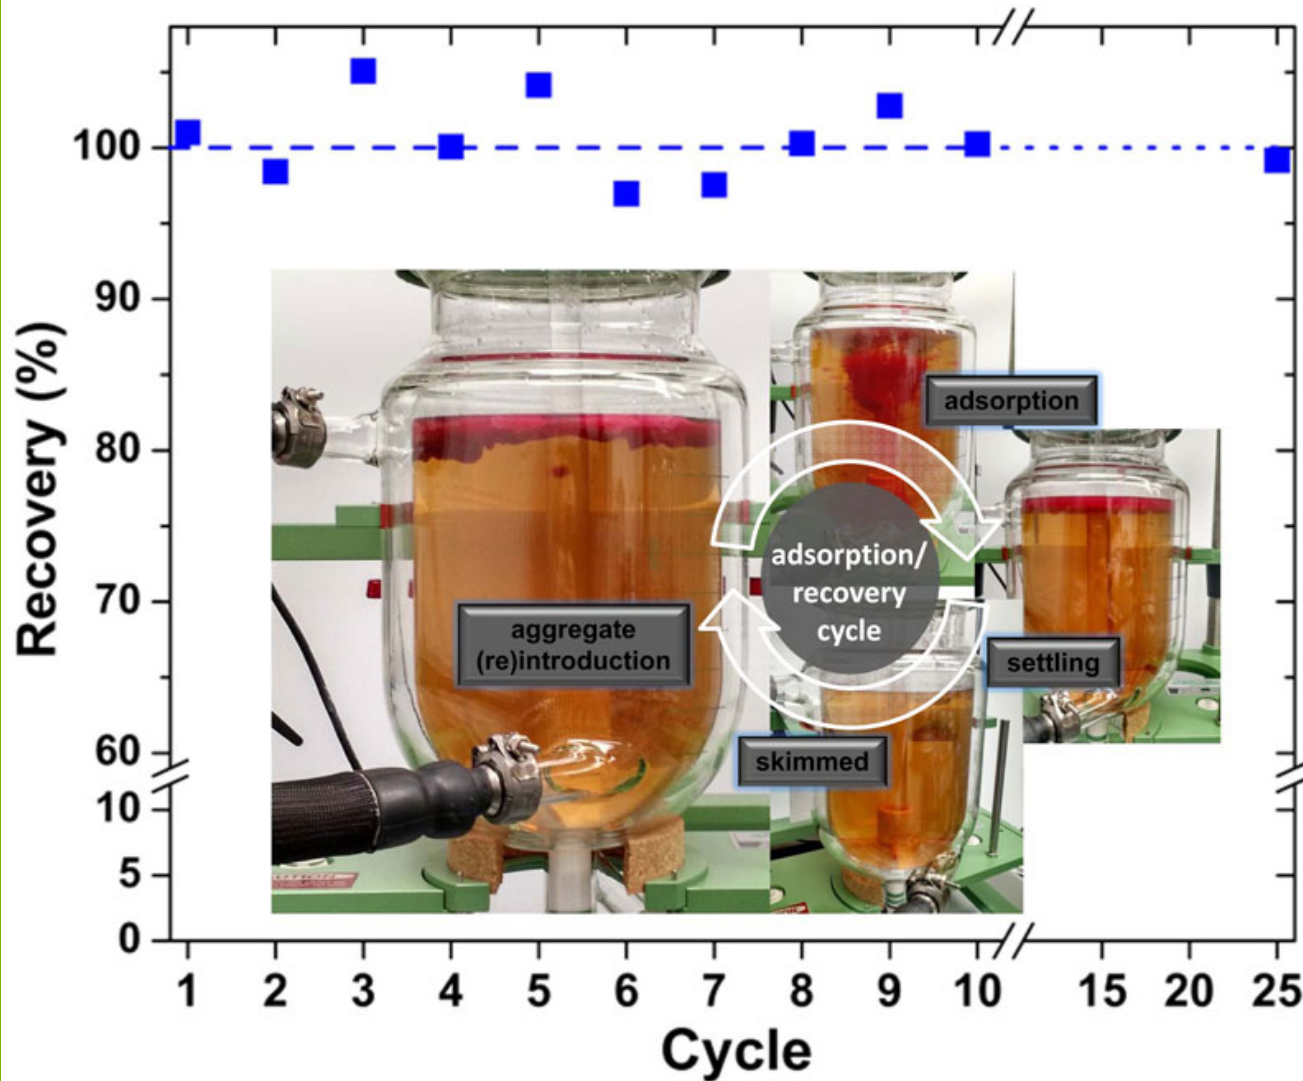 100
90
80
70
60
10
5
0
Recovery (%)
adsorption
adsorption/
recovery
cycle
aggregate
(re)introduction
settling
skimmed
1 2 3 4 5 6 7 8 9 10 15 20 25
Cycle